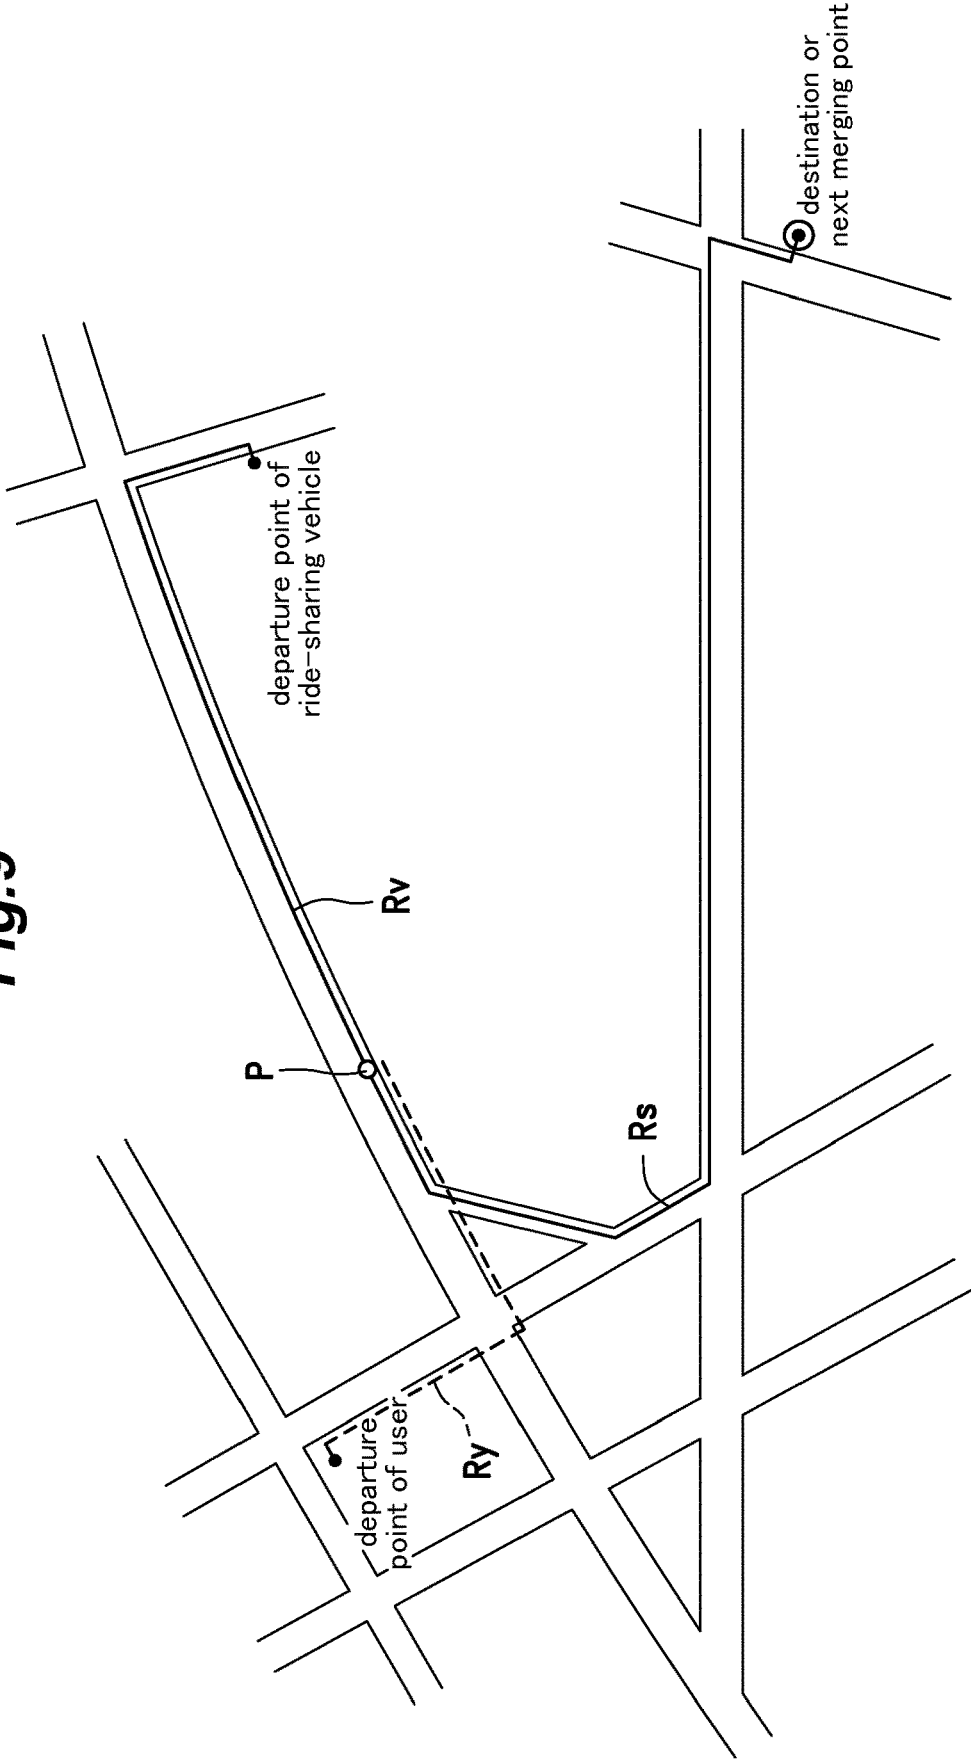 Fig.9
destination or
next merging point
departure point of
ride-sharing vehicle
Rv
P
Rs
departure
point of user
Ry